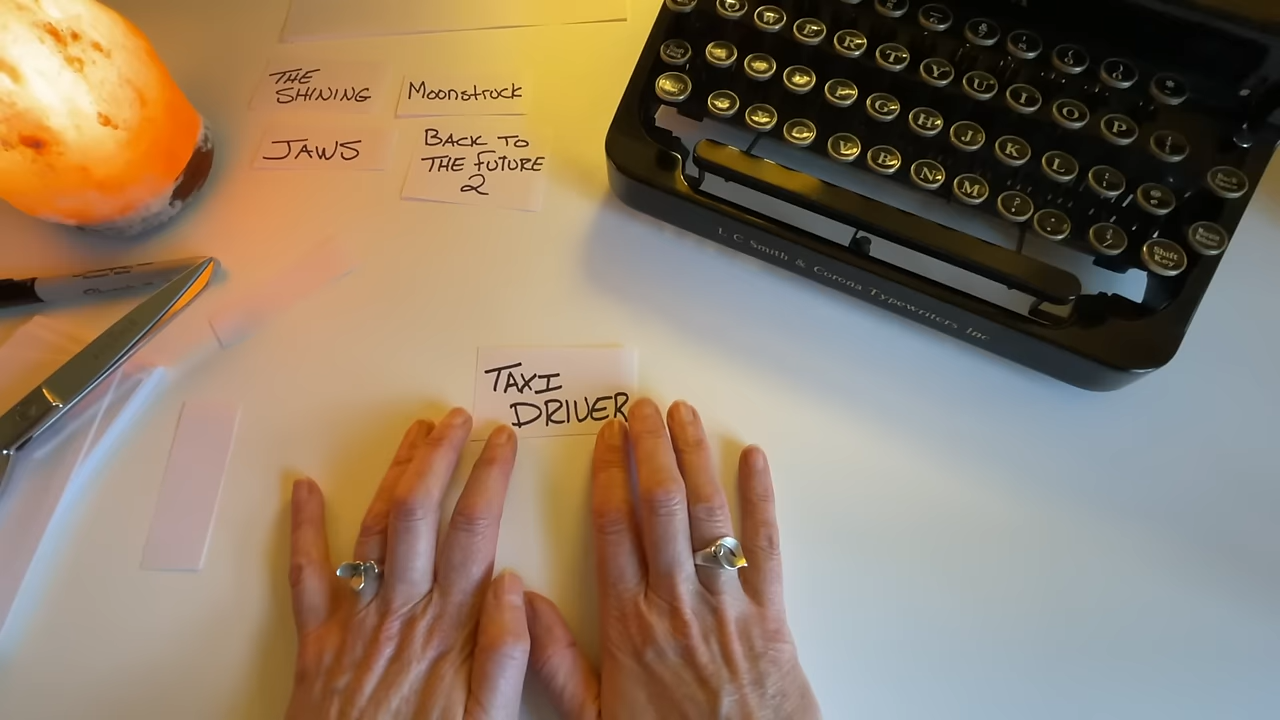 THE
SHINING
Moonstruck
JAWS
BACK TO
THE FUTURE
2
TAXI
DRIVER
W E R T Y U I O P
F G H J K L
V B N M
Shift
Key
L C Smith & Corona Typewriters Inc